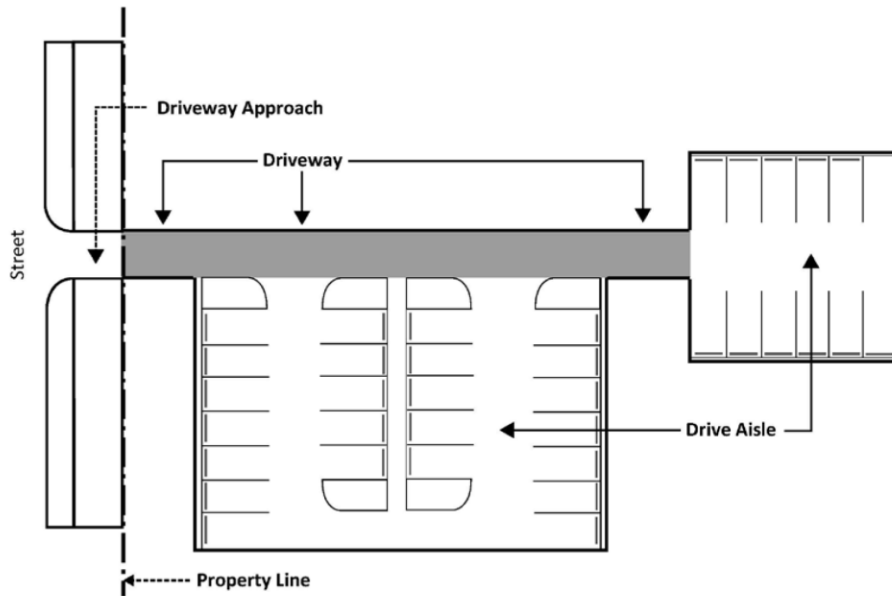 Driveway Approach
Driveway
Street
Drive Aisle
Property Line